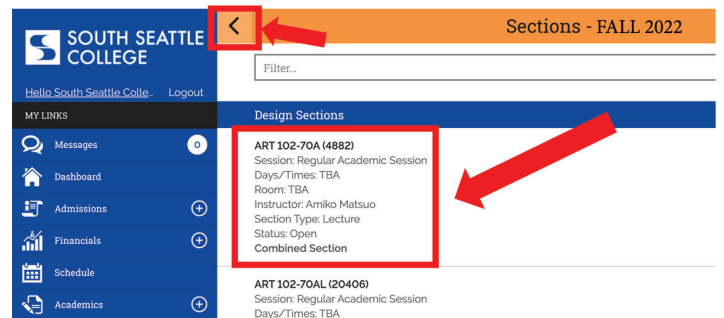 SOUTH SEATTLE
COLLEGE
Hello South Seattle Colle... Logout
MY LINKS
Messages 0
Dashboard
Admissions
Financials
Schedule
Academics
Sections - FALL 2022
Filter...
Design Sections
ART 102-70A (4882)
Session: Regular Academic Session
Days/Times: TBA
Room: TBA
Instructor: Amiko Matsuo
Section Type: Lecture
Status: Open
Combined Section
ART 102-70AL (20406)
Session: Regular Academic Session
Days/Times: TBA